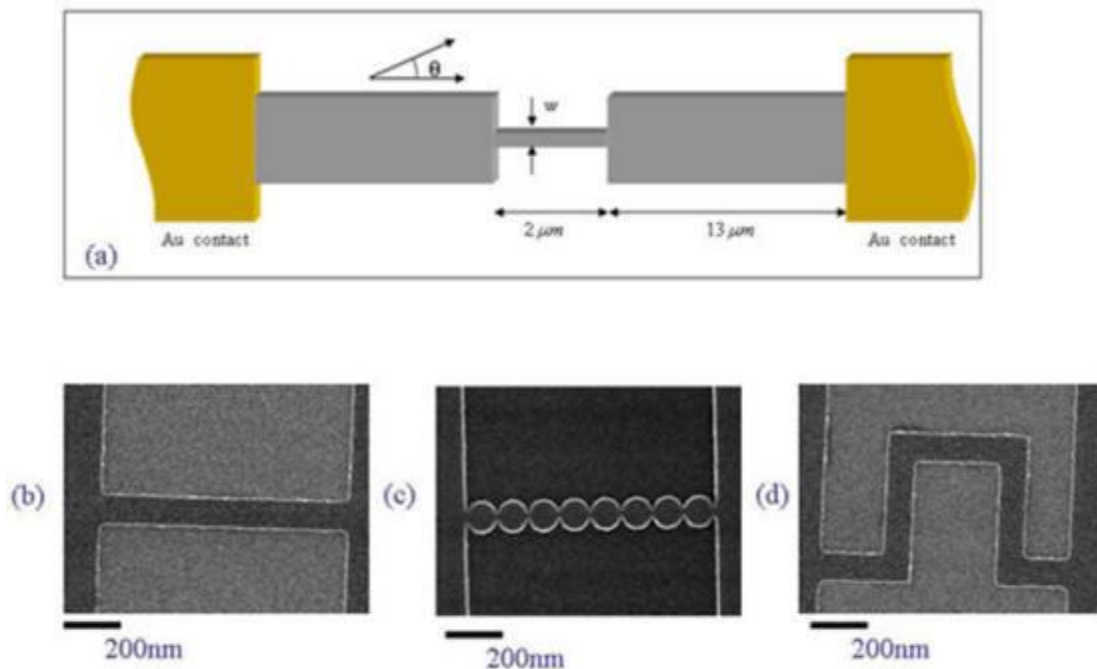 θ
w
Au contact
2 μm
13 μm
Au contact
(a)
(b)
(c)
(d)
200nm
200nm
200nm